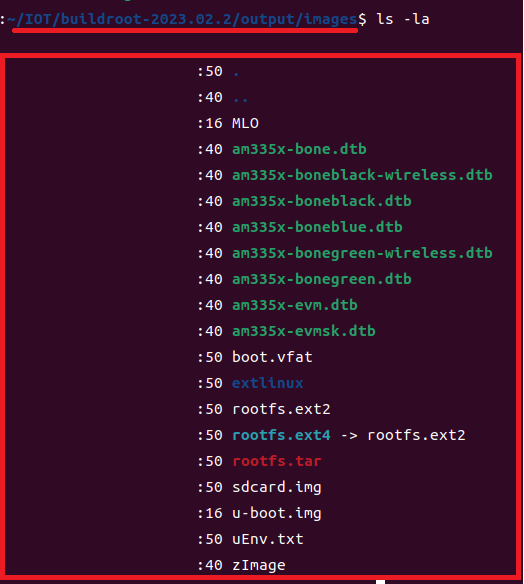 :~/IOT/buildroot-2023.02.2/output/images$ ls -la
:50 .
:40 ..
:16 MLO
:40 am335x-bone.dtb
:40 am335x-boneblack-wireless.dtb
:40 am335x-boneblack.dtb
:40 am335x-boneblue.dtb
:40 am335x-bonegreen-wireless.dtb
:40 am335x-bonegreen.dtb
:40 am335x-evm.dtb
:40 am335x-evmsk.dtb
:50 boot.vfat
:50 extlinux
:50 rootfs.ext2
:50 rootfs.ext4 -> rootfs.ext2
:50 rootfs.tar
:50 sdcard.img
:16 u-boot.img
:50 uEnv.txt
:40 zImage